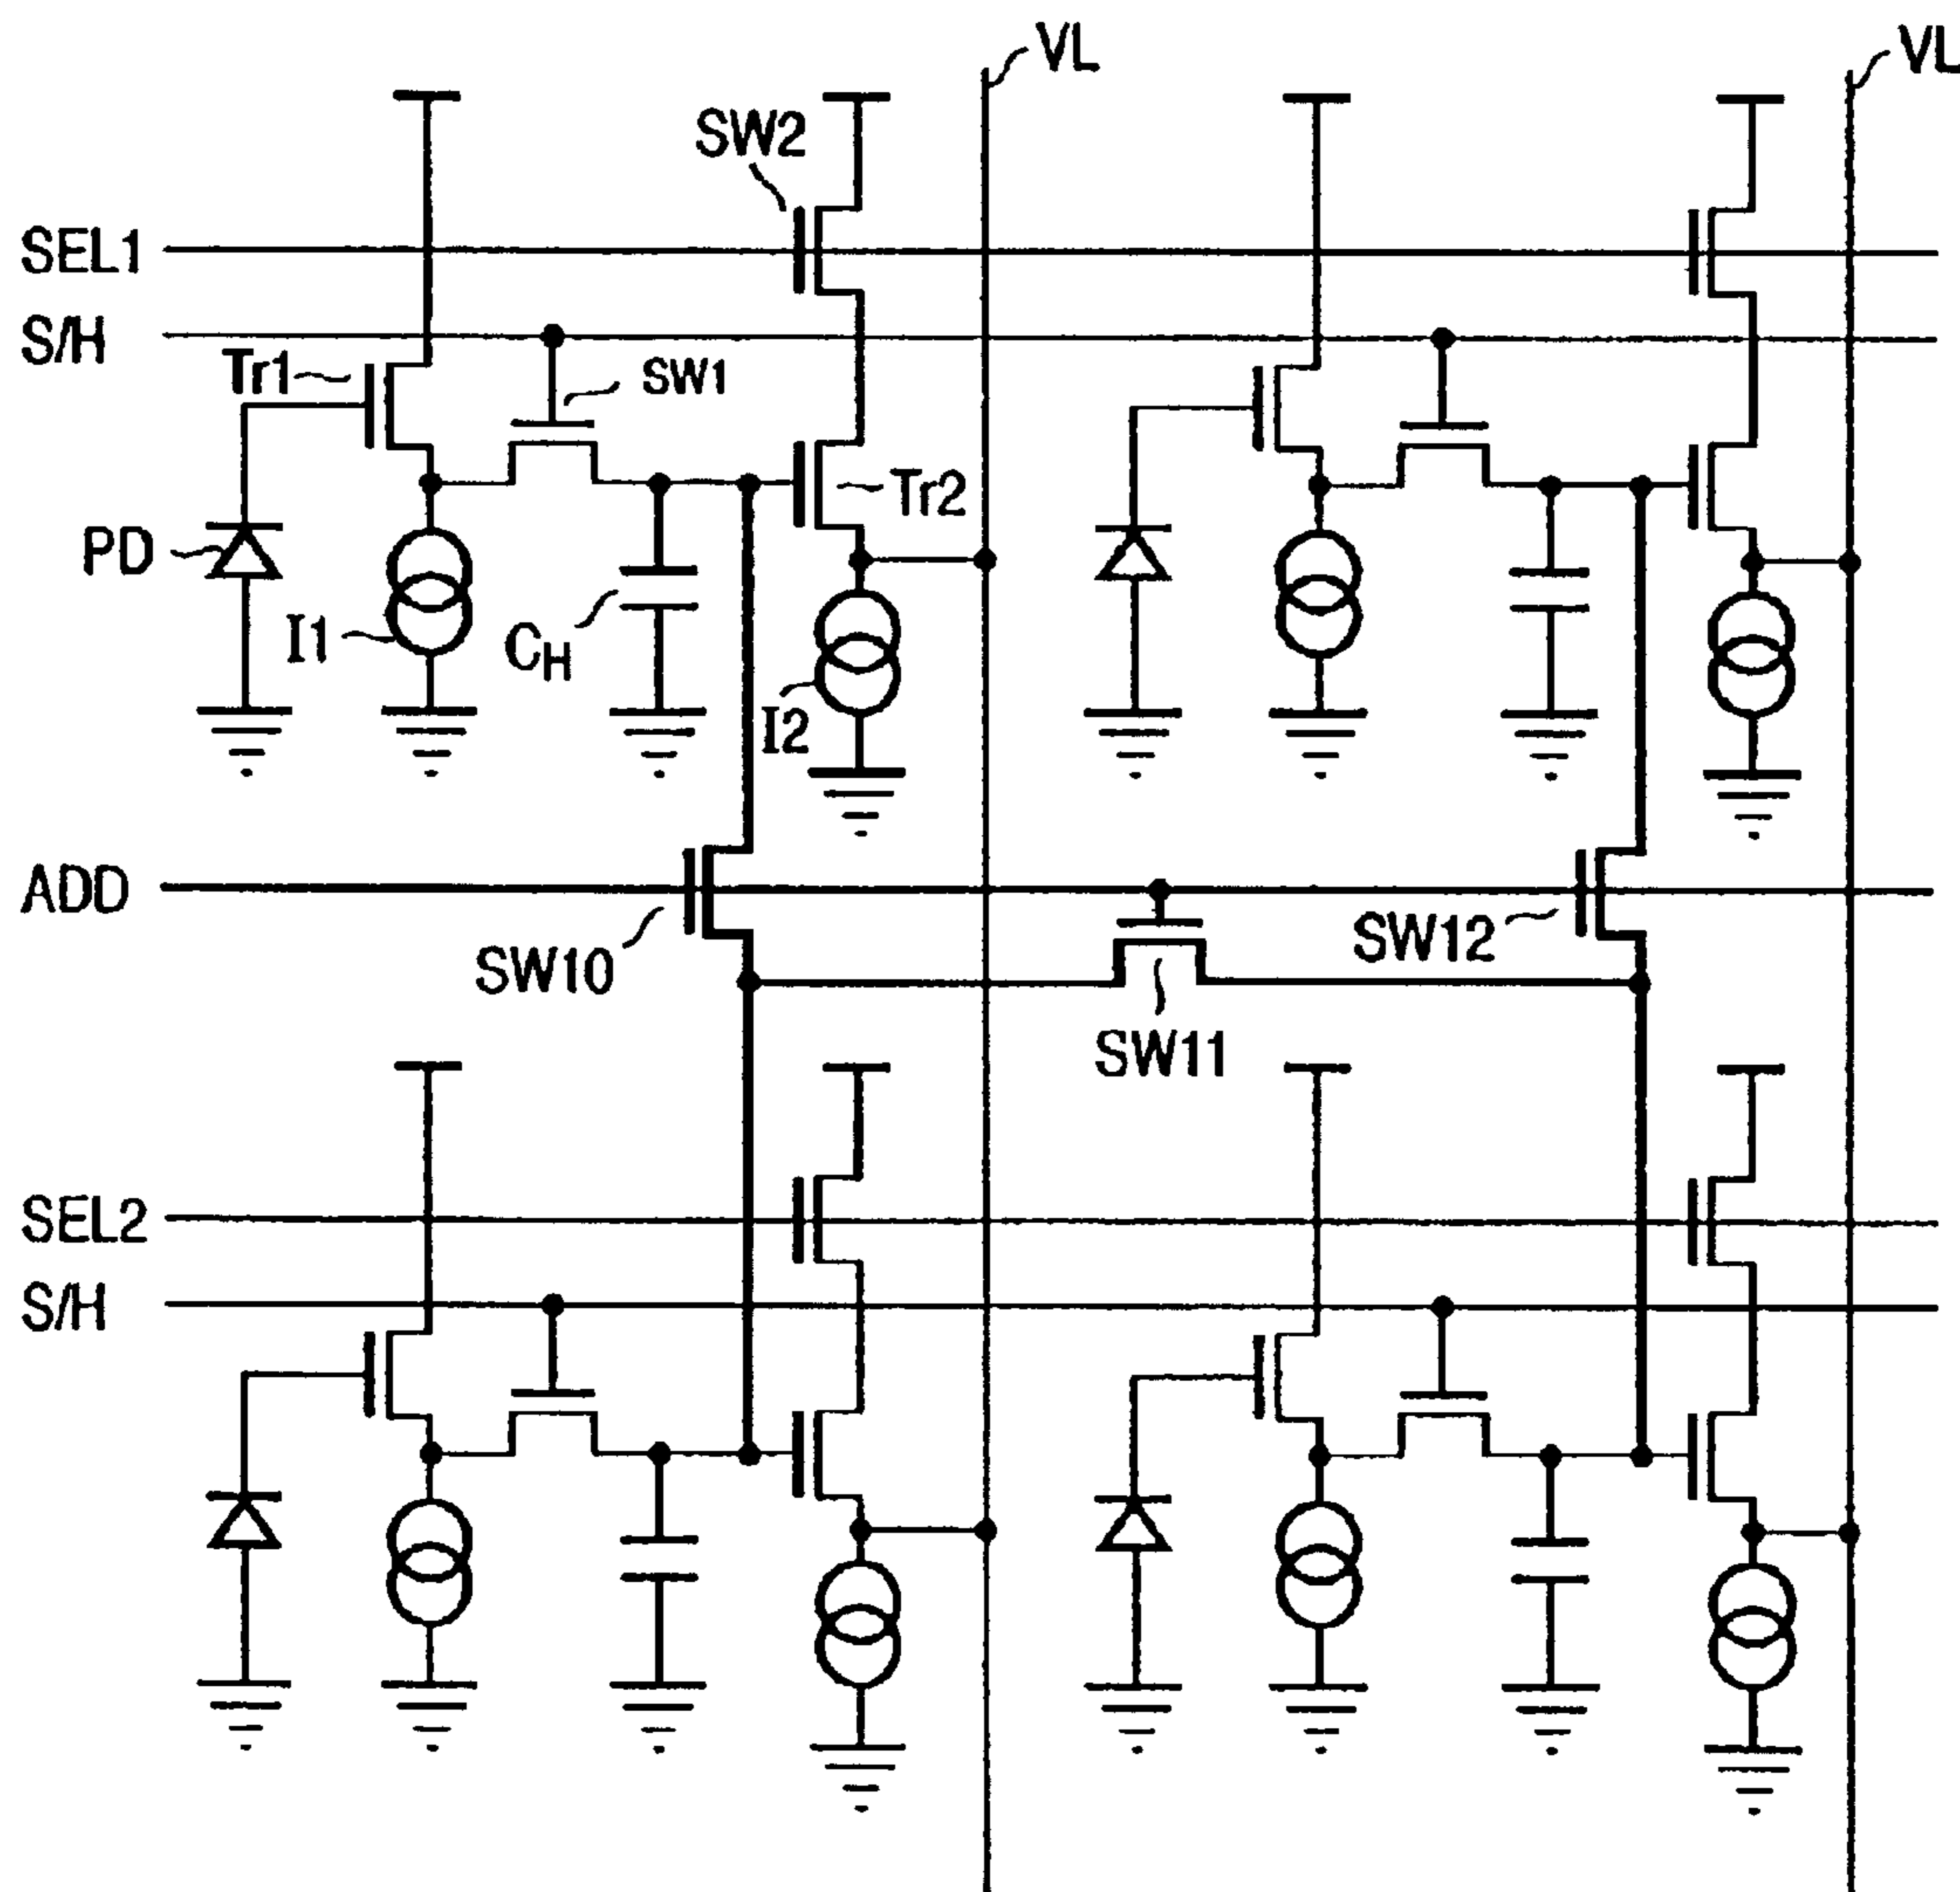 VL
VL
SW2
SEL1
S/H
Tr1
SW1
Tr2
PD
I1
CH
I2
ADD
SW10
SW12
SW11
SEL2
S/H